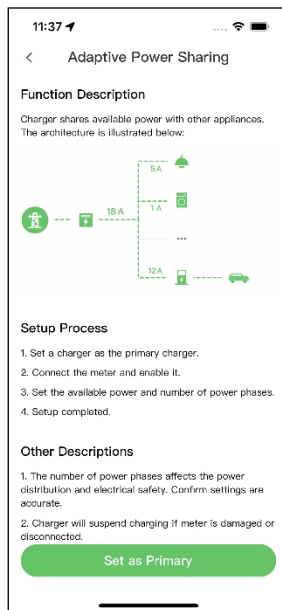 11:37
Adaptive Power Sharing
Function Description
Charger shares available power with other appliances.
The architecture is illustrated below:
5 A
18 A
1 A
...
12 A
Setup Process
1. Set a charger as the primary charger.
2. Connect the meter and enable it.
3. Set the available power and number of power phases.
4. Setup completed.
Other Descriptions
1. The number of power phases affects the power
distribution and electrical safety. Confirm settings are
accurate.
2. Charger will suspend charging if meter is damaged or
disconnected.
Set as Primary